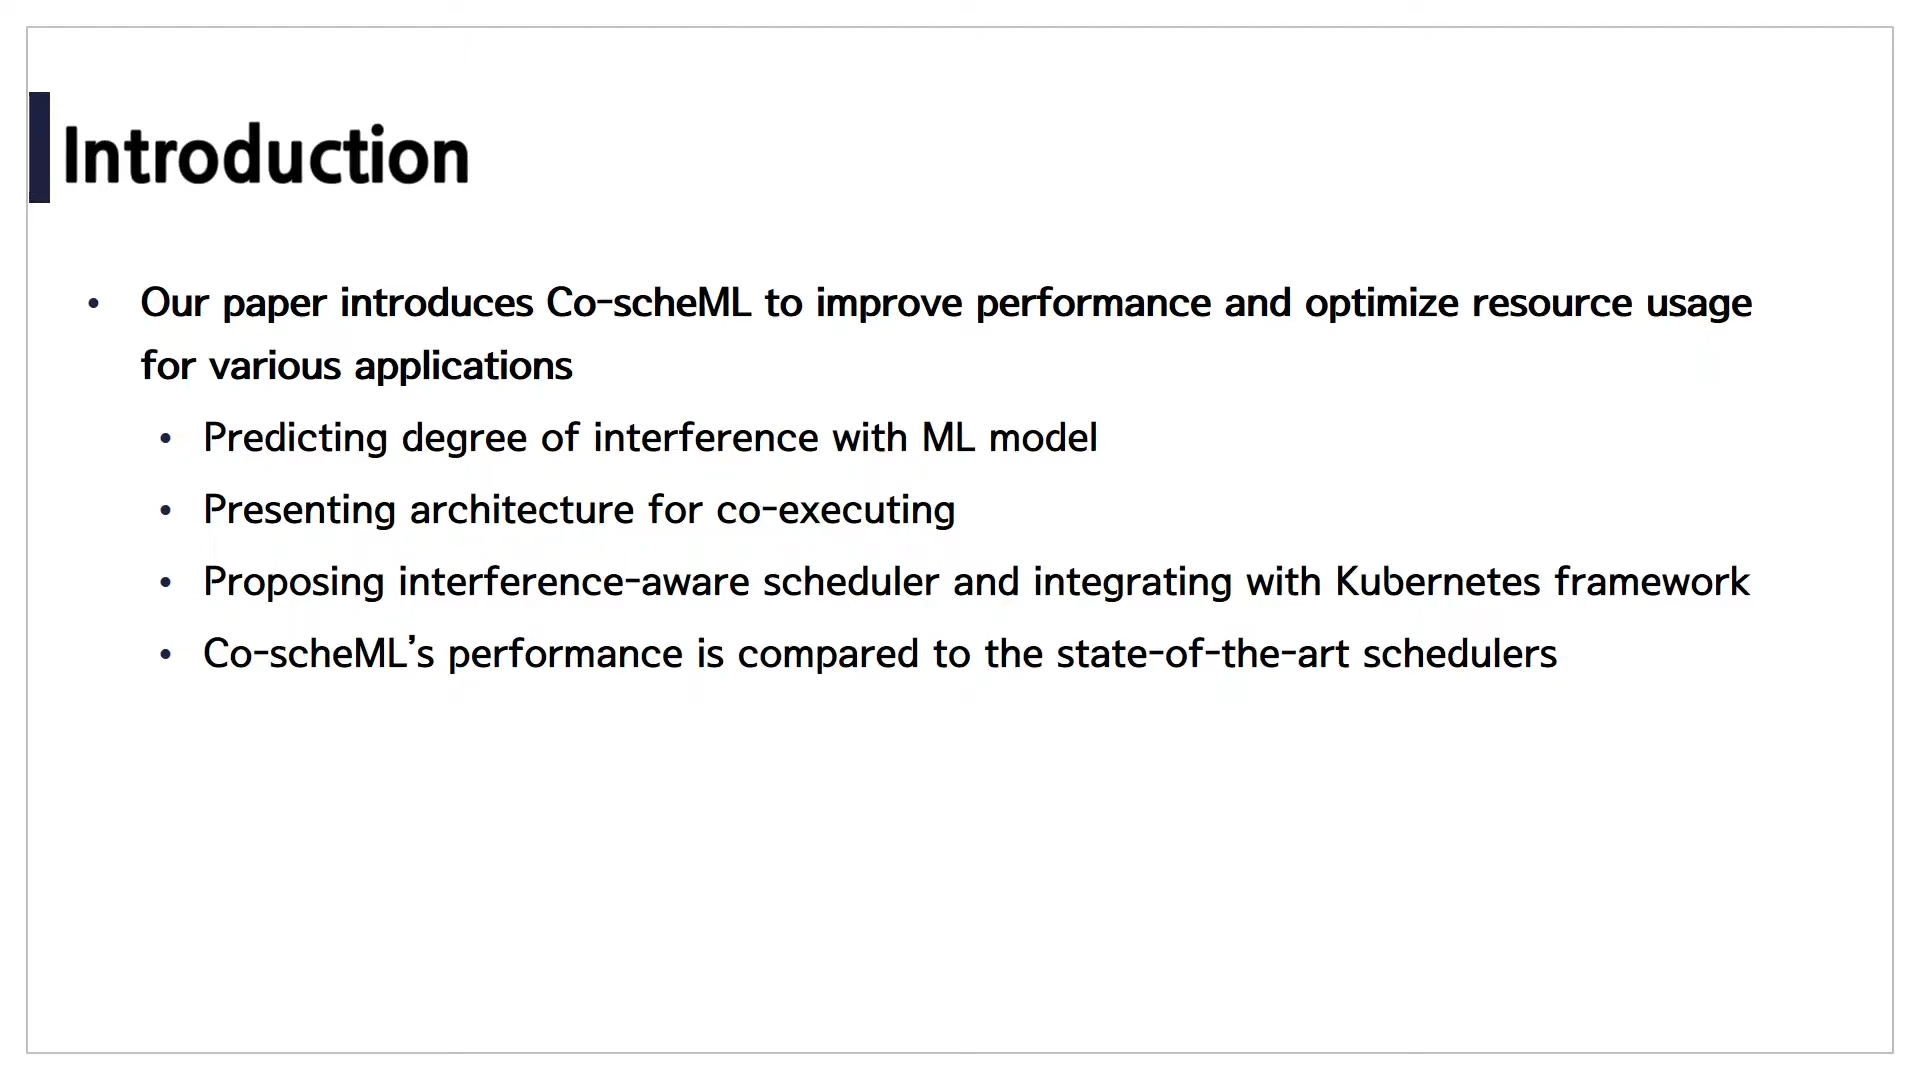 Introduction
• Our paper introduces Co-scheML to improve performance and optimize resource usage
for various applications
• Predicting degree of interference with ML model
• Presenting architecture for co-executing
• Proposing interference-aware scheduler and integrating with Kubernetes framework
• Co-scheML’s performance is compared to the state-of-the-art schedulers